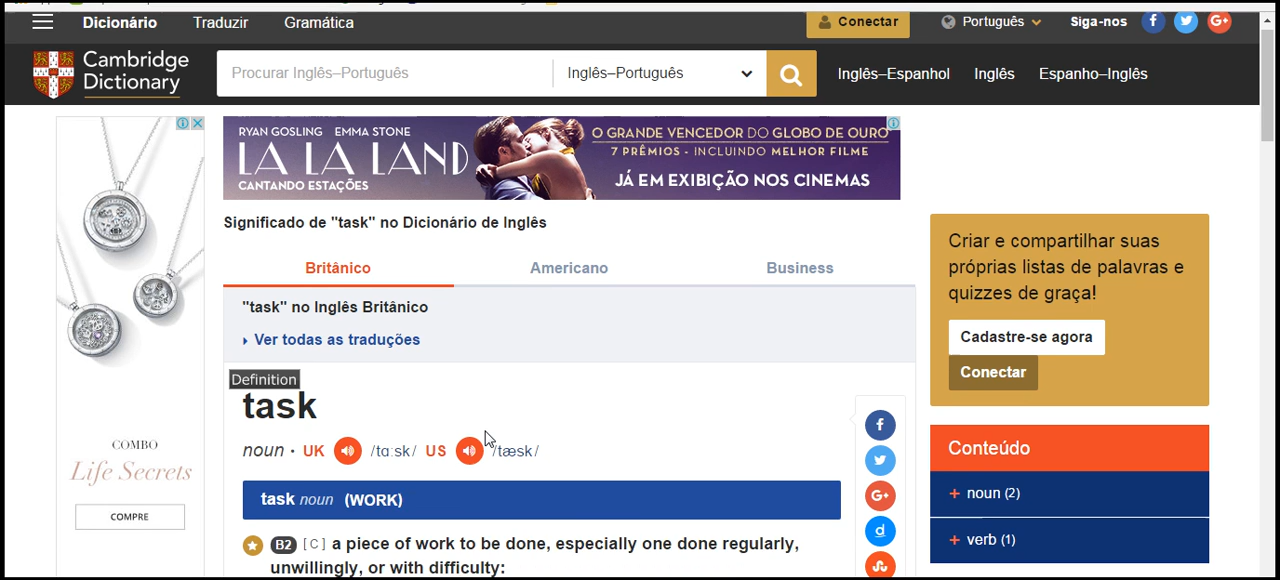 Dicionário Traduzir Gramática Conectar Português Siga-nos
Cambridge
Dictionary
Procurar Inglês–Português Inglês–Português Inglês–Espanhol Inglês Espanho–Inglês
RYAN GOSLING EMMA STONE
LA LA LAND
CANTANDO ESTAÇÕES
O GRANDE VENCEDOR DO GLOBO DE OURO
7 PRÊMIOS - INCLUINDO MELHOR FILME
JÁ EM EXIBIÇÃO NOS CINEMAS
Significado de "task" no Dicionário de Inglês
Britânico Americano Business
"task" no Inglês Britânico
Ver todas as traduções
Definition
task
noun • UK /tɑːsk/ US /tæsk/
task noun (WORK)
B2 [ C ] a piece of work to be done, especially one done regularly,
unwillingly, or with difficulty:
COMBO
Life Secrets
COMPRE
Criar e compartilhar suas
próprias listas de palavras e
quizzes de graça!
Cadastre-se agora
Conectar
Conteúdo
+ noun (2)
+ verb (1)